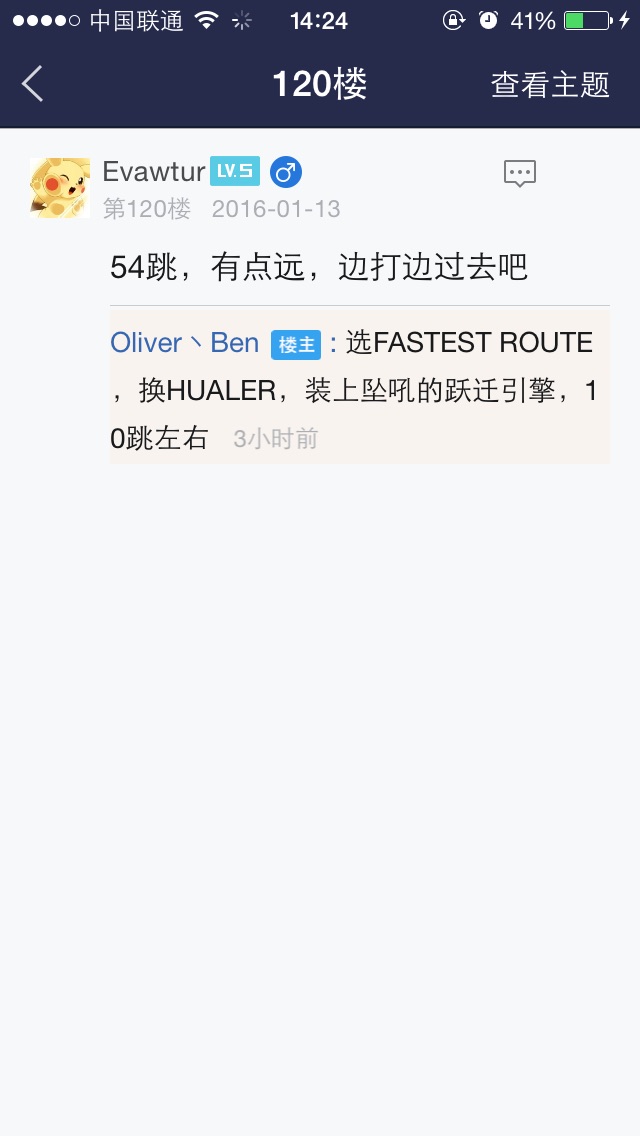 中国联通 14:24 41%
120楼 查看主题
Evawtur LV.5
第120楼 2016-01-13
54跳，有点远，边打边过去吧
Oliver丶Ben 楼主：选FASTEST ROUTE
，换HUALER，装上坠吼的跃迁引擎，1
0跳左右 3小时前